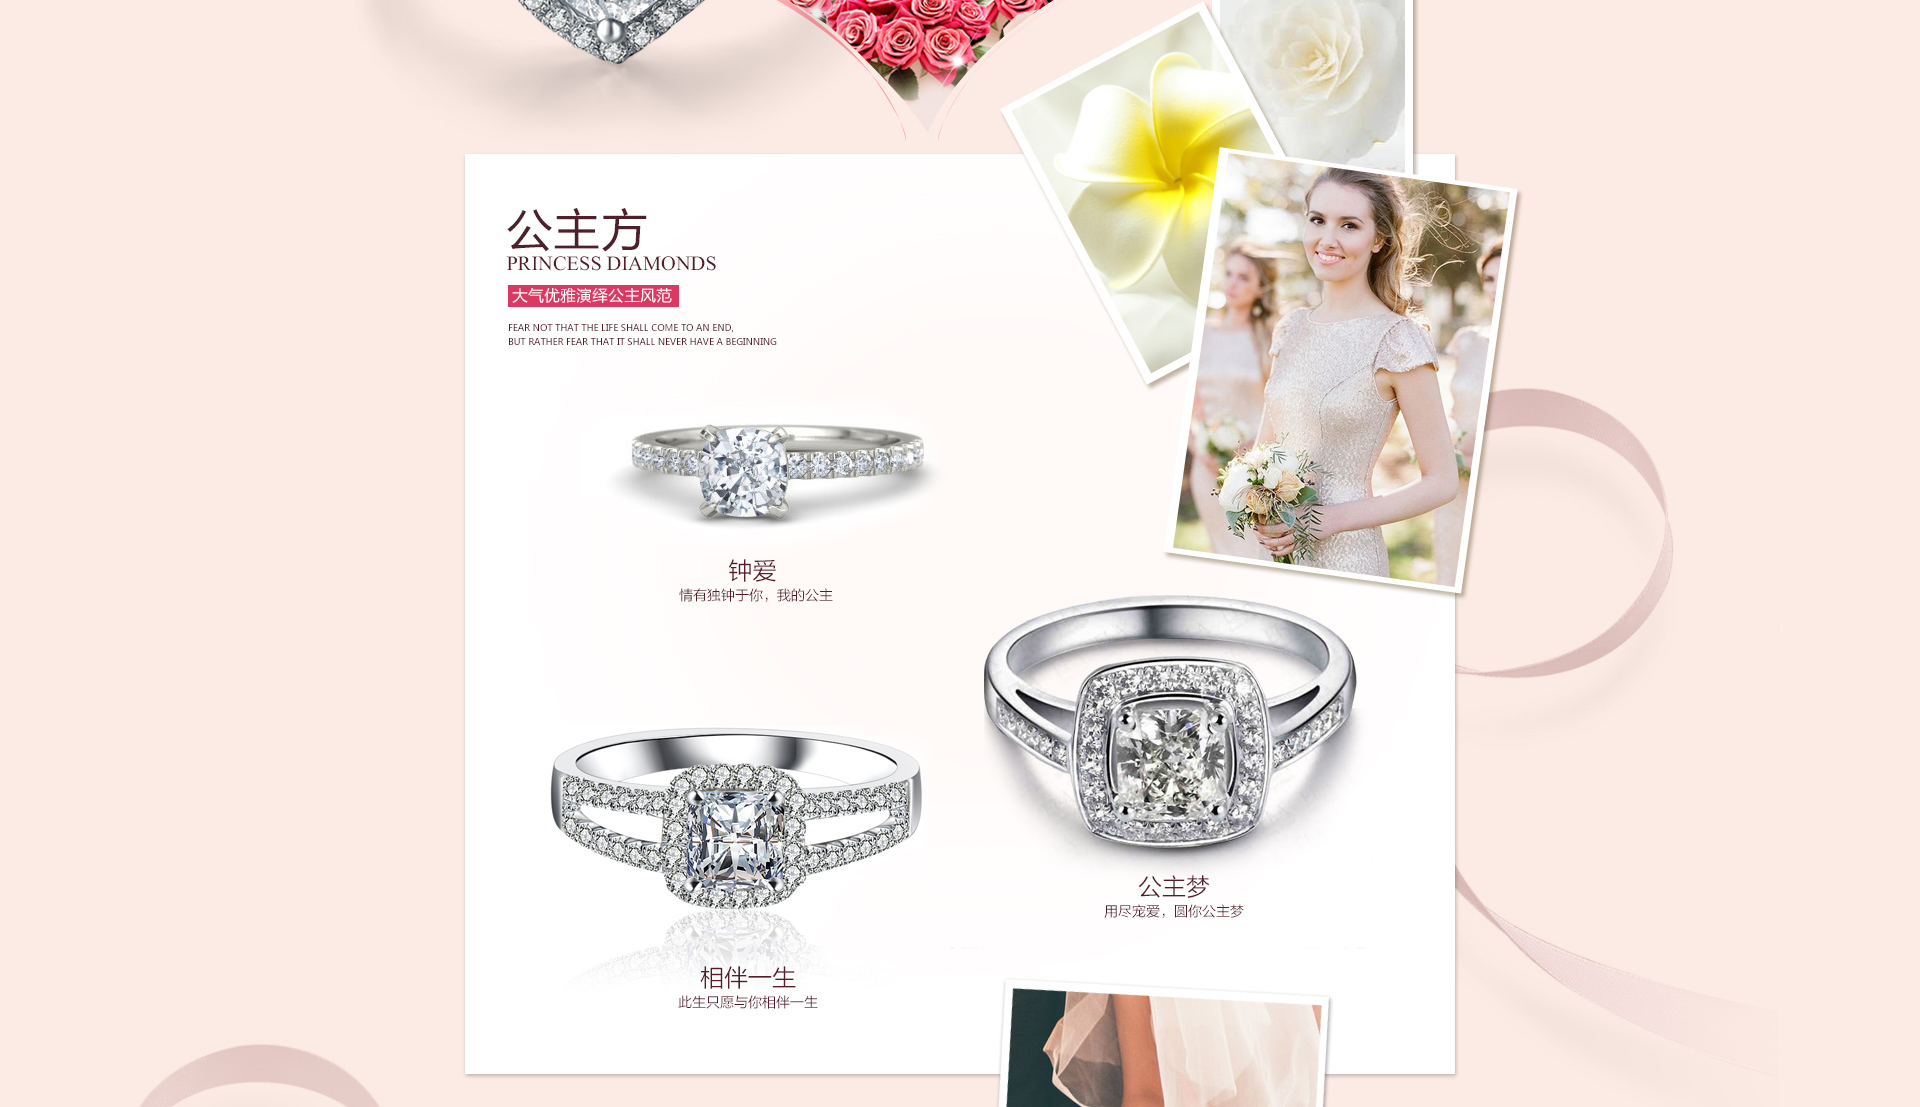 公主方
PRINCESS DIAMONDS
大气优雅演绎公主风范
FEAR NOT THAT THE LIFE SHALL COME TO AN END,
BUT RATHER FEAR THAT IT SHALL NEVER HAVE A BEGINNING
钟爱
情有独钟于你，我的公主
公主梦
用尽宠爱，圆你公主梦
相伴一生
此生只愿与你相伴一生